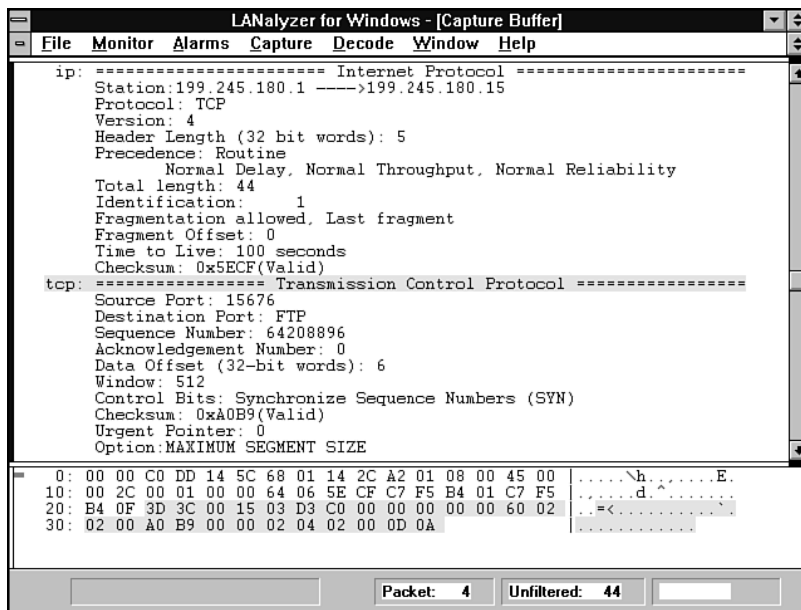 LANalyzer for Windows - [Capture Buffer]
File Monitor Alarms Capture Decode Window Help
ip: ======================= Internet Protocol =======================
Station:199.245.180.1 ---->199.245.180.15
Protocol: TCP
Version: 4
Header Length (32 bit words): 5
Precedence: Routine
Normal Delay, Normal Throughput, Normal Reliability
Total length: 44
Identification: 1
Fragmentation allowed, Last fragment
Fragment Offset: 0
Time to Live: 100 seconds
Checksum: 0x5ECF(Valid)
tcp: ================= Transmission Control Protocol =================
Source Port: 15676
Destination Port: FTP
Sequence Number: 64208896
Acknowledgement Number: 0
Data Offset (32-bit words): 6
Window: 512
Control Bits: Synchronize Sequence Numbers (SYN)
Checksum: 0xA0B9(Valid)
Urgent Pointer: 0
Option:MAXIMUM SEGMENT SIZE
0: 00 00 C0 DD 14 5C 68 01 14 2C A2 01 08 00 45 00 |.....\h..,....E.
10: 00 2C 00 01 00 00 64 06 5E CF C7 F5 B4 01 C7 F5 |.,....d.^.......
20: B4 0F 3D 3C 00 15 03 D3 C0 00 00 00 00 00 60 02 |..=<..........`.
30: 02 00 A0 B9 00 00 02 04 02 00 0D 0A |............
Packet: 4 Unfiltered: 44